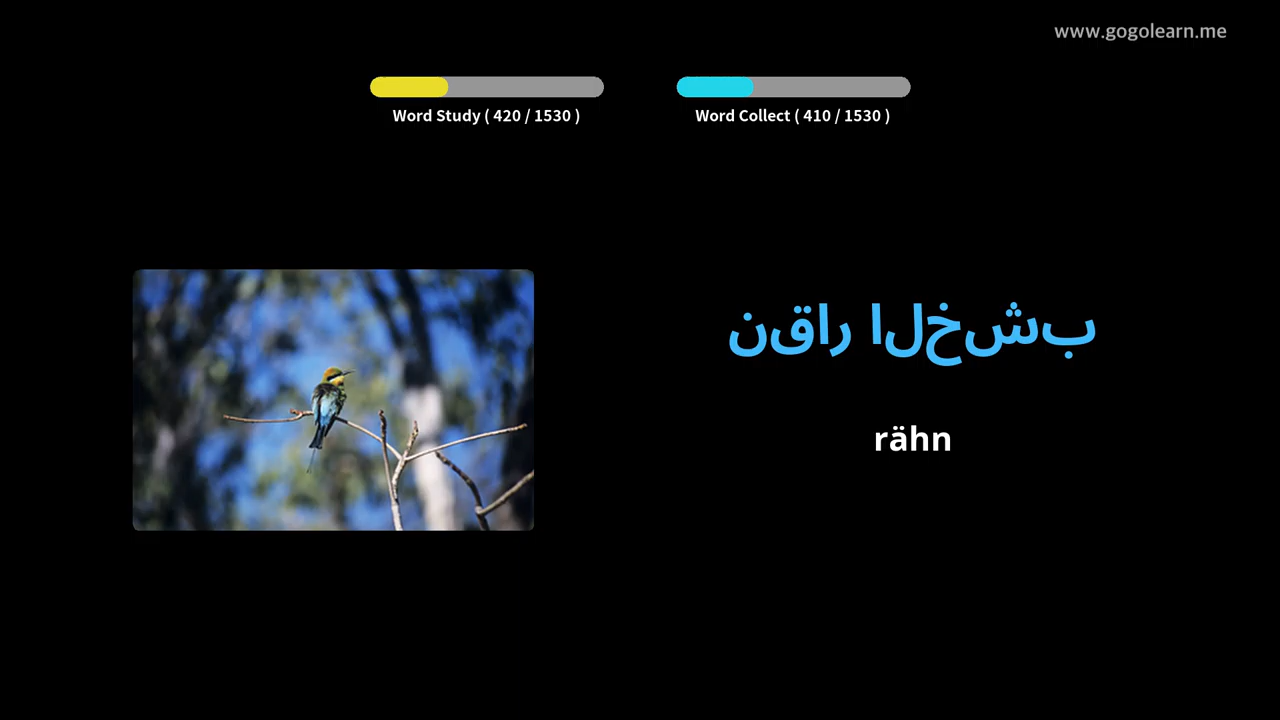 www.gogolearn.me
Word Study ( 420 / 1530 )
Word Collect ( 410 / 1530 )
نقار الخشب
rähn